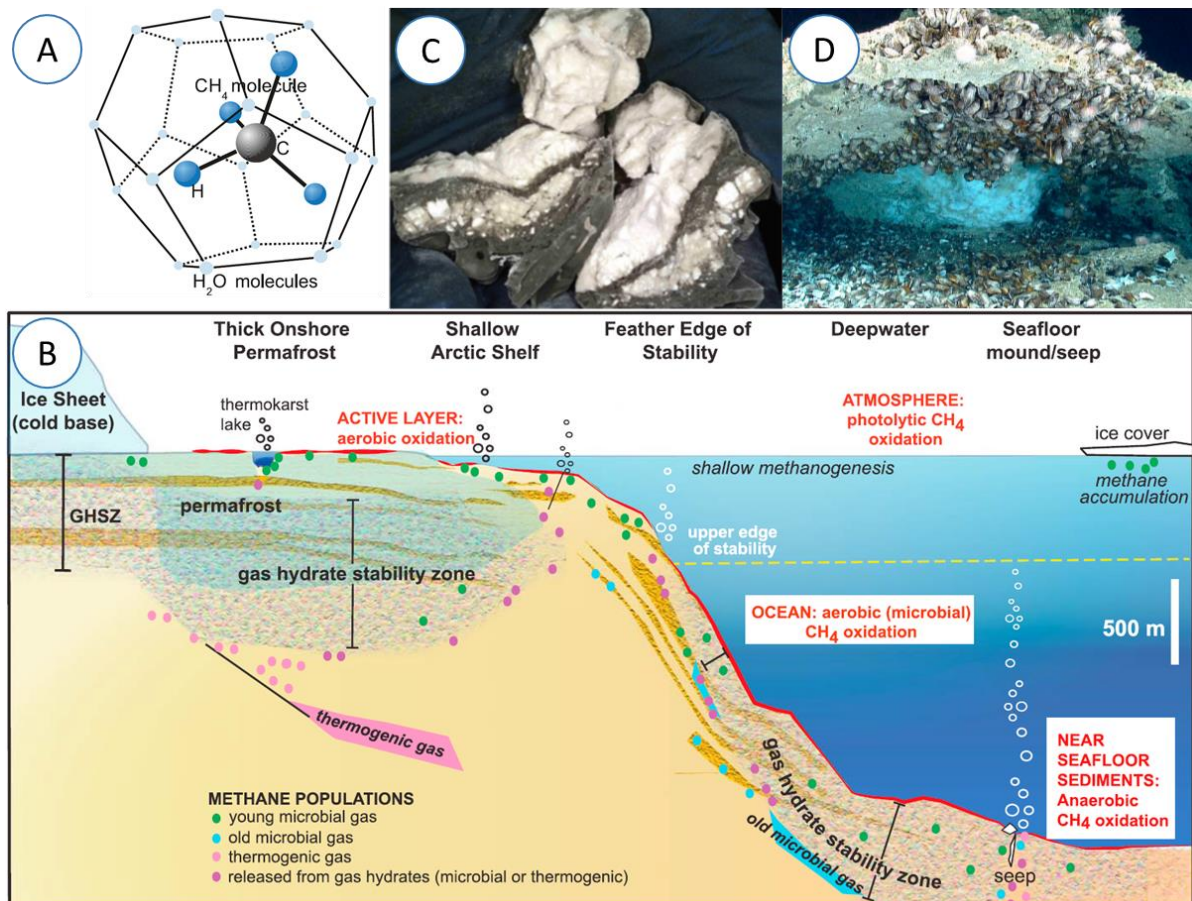 A
CH4 molecule
C
H
H2O molecules
C
D
B
Thick Onshore
Permafrost
Shallow
Arctic Shelf
Feather Edge of
Stability
Deepwater
Seafloor
mound/seep
Ice Sheet
(cold base)
thermokarst
lake
ACTIVE LAYER:
aerobic oxidation
ATMOSPHERE:
photolytic CH4
oxidation
ice cover
shallow methanogenesis
methane
accumulation
GHSZ
permafrost
upper edge
of stability
gas hydrate stability zone
OCEAN: aerobic (microbial)
CH4 oxidation
500 m
thermogenic gas
NEAR
SEAFLOOR
SEDIMENTS:
Anaerobic
CH4 oxidation
gas hydrate stability zone
old microbial gas
seep
METHANE POPULATIONS
young microbial gas
old microbial gas
thermogenic gas
released from gas hydrates (microbial or thermogenic)